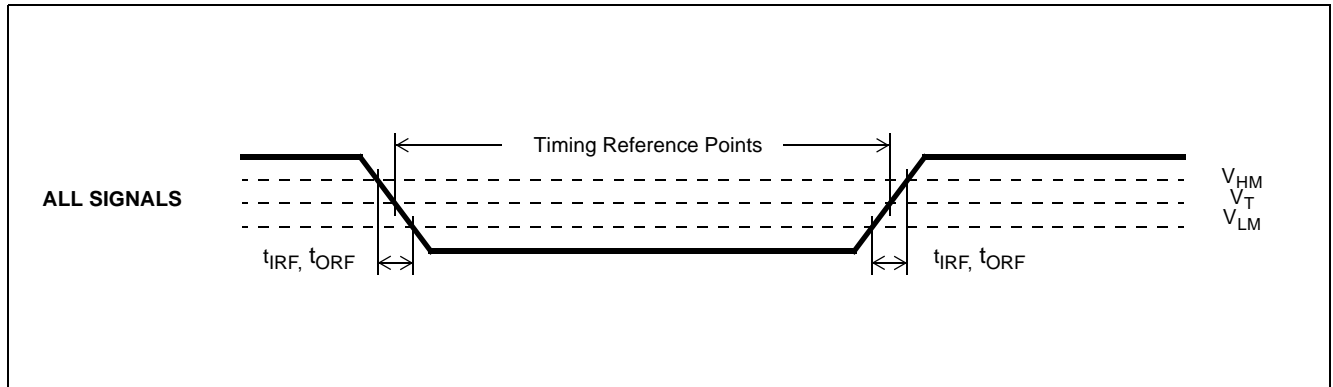 Timing Reference Points
ALL SIGNALS
VHM
VT
VLM
tIRF, tORF
tIRF, tORF